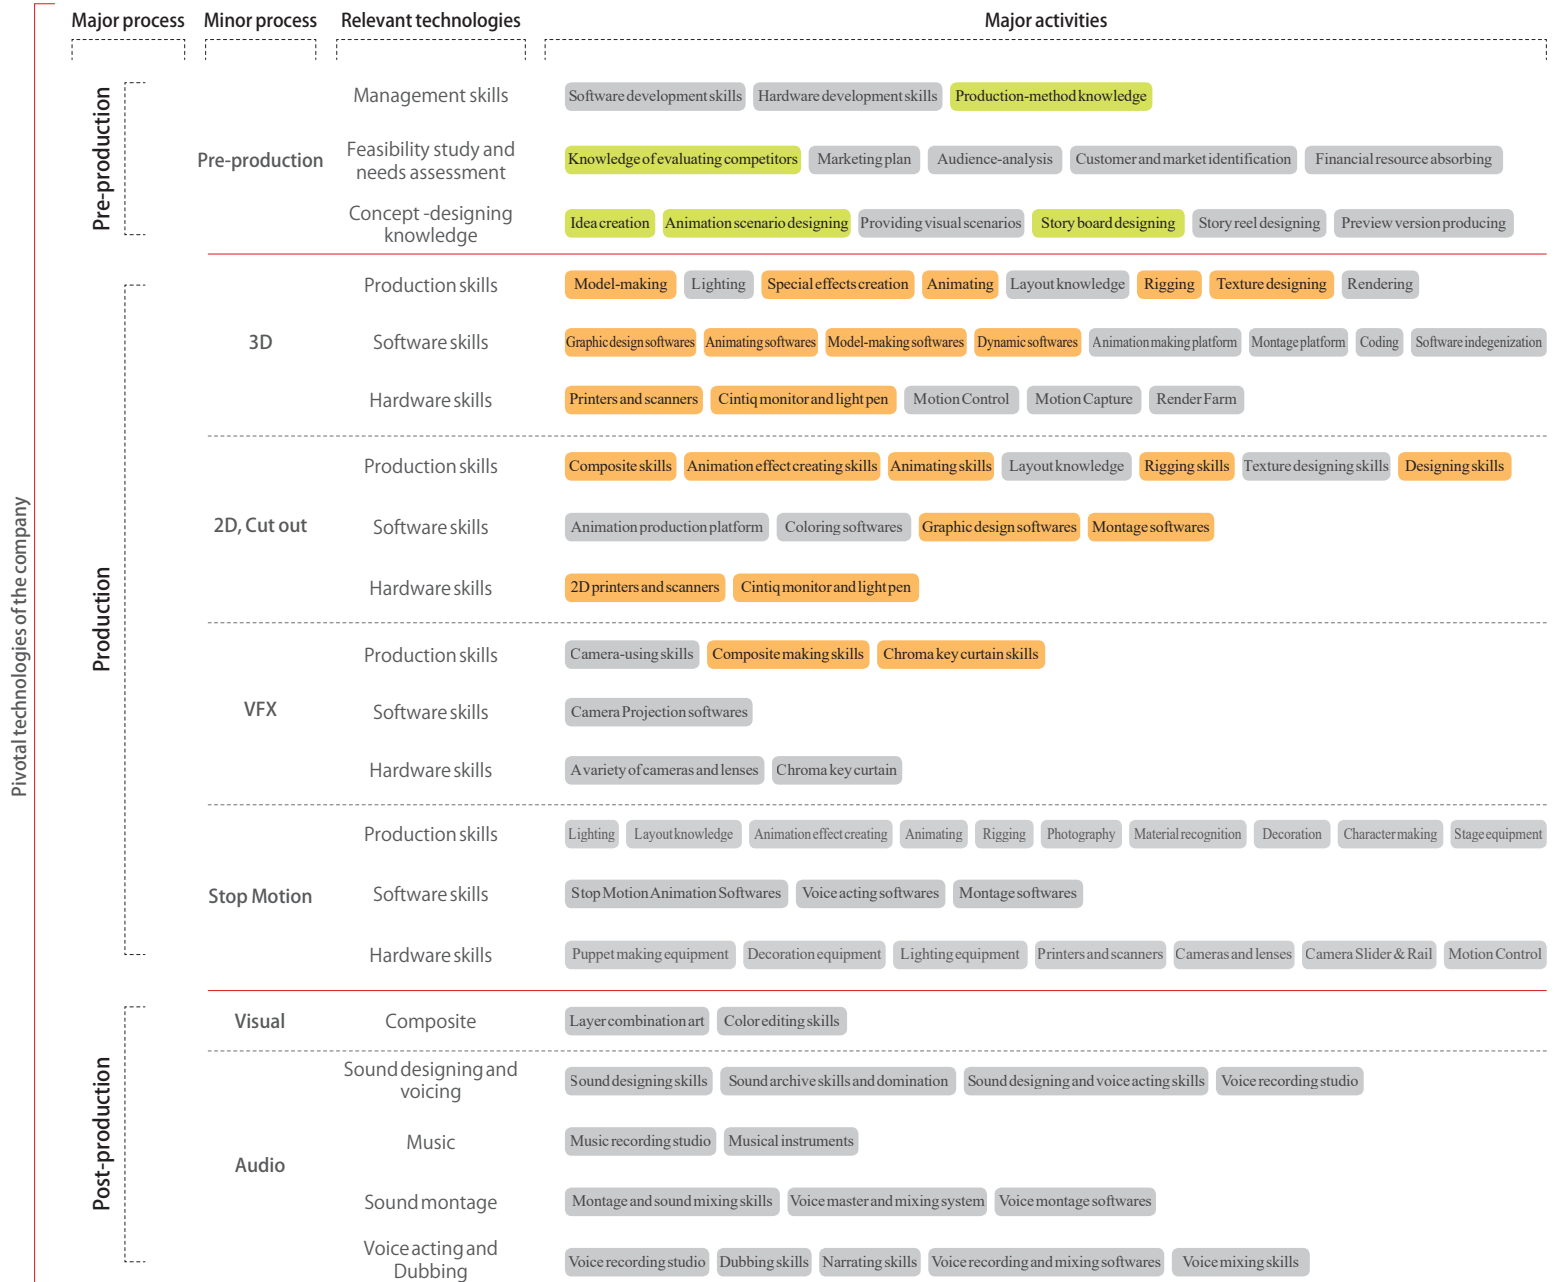 Major process Minor process Relevant technologies Major activities
Pivotal technologies of the company
Pre-production
Pre-production
Management skills
Software development skills Hardware development skills Production-method knowledge
Feasibility study and
needs assessment
Knowledge of evaluating competitors Marketing plan Audience-analysis Customer and market identification Financial resource absorbing
Concept -designing
knowledge
Idea creation Animation scenario designing Providing visual scenarios Story board designing Story reel designing Preview version producing
Production
3D
Production skills
Model-making Lighting Special effects creation Animating Layout knowledge Rigging Texture designing Rendering
Software skills
Graphic design softwares Animating softwares Model-making softwares Dynamic softwares Animation making platform Montage platform Coding Software indegenization
Hardware skills
Printers and scanners Cintiq monitor and light pen Motion Control Motion Capture Render Farm
2D, Cut out
Production skills
Composite skills Animation effect creating skills Animating skills Layout knowledge Rigging skills Texture designing skills Designing skills
Software skills
Animation production platform Coloring softwares Graphic design softwares Montage softwares
Hardware skills
2D printers and scanners Cintiq monitor and light pen
VFX
Production skills
Camera-using skills Composite making skills Chroma key curtain skills
Software skills
Camera Projection softwares
Hardware skills
A variety of cameras and lenses Chroma key curtain
Stop Motion
Production skills
Lighting Layout knowledge Animation effect creating Animating Rigging Photography Material recognition Decoration Character making Stage equipment
Software skills
Stop Motion Animation Softwares Voice acting softwares Montage softwares
Hardware skills
Puppet making equipment Decoration equipment Lighting equipment Printers and scanners Cameras and lenses Camera Slider & Rail Motion Control
Post-production
Visual
Composite
Layer combination art Color editing skills
Audio
Sound designing and
voicing
Sound designing skills Sound archive skills and domination Sound designing and voice acting skills Voice recording studio
Music
Music recording studio Musical instruments
Sound montage
Montage and sound mixing skills Voice master and mixing system Voice montage softwares
Voice acting and
Dubbing
Voice recording studio Dubbing skills Narrating skills Voice recording and mixing softwares Voice mixing skills